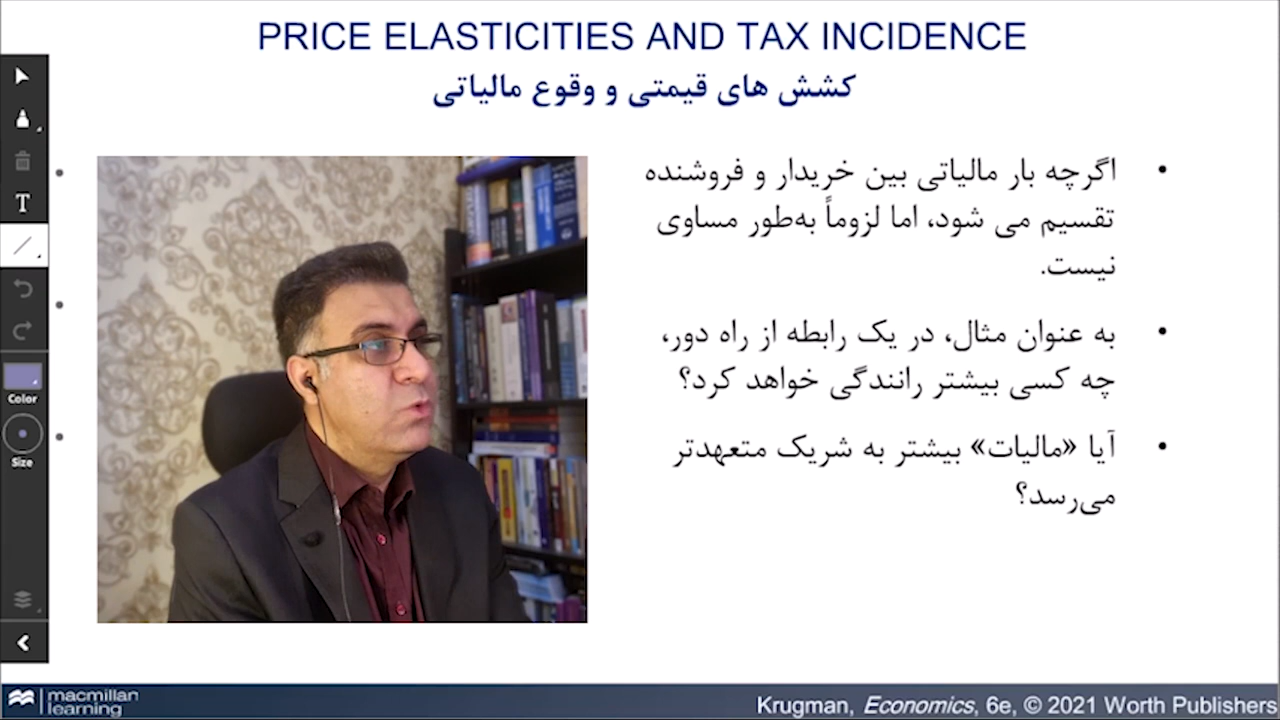 PRICE ELASTICITIES AND TAX INCIDENCE
کشش های قیمتی و وقوع مالیاتی
اگرچه بار مالیاتی بین خریدار و فروشنده
تقسیم می شود، اما لزوماً به‌طور مساوی
نیست.
به عنوان مثال، در یک رابطه از راه دور،
چه کسی بیشتر رانندگی خواهد کرد؟
آیا «مالیات» بیشتر به شریک متعهدتر
می‌رسد؟
T
Color
Size
macmillan
learning
Krugman, Economics, 6e, © 2021 Worth Publishers